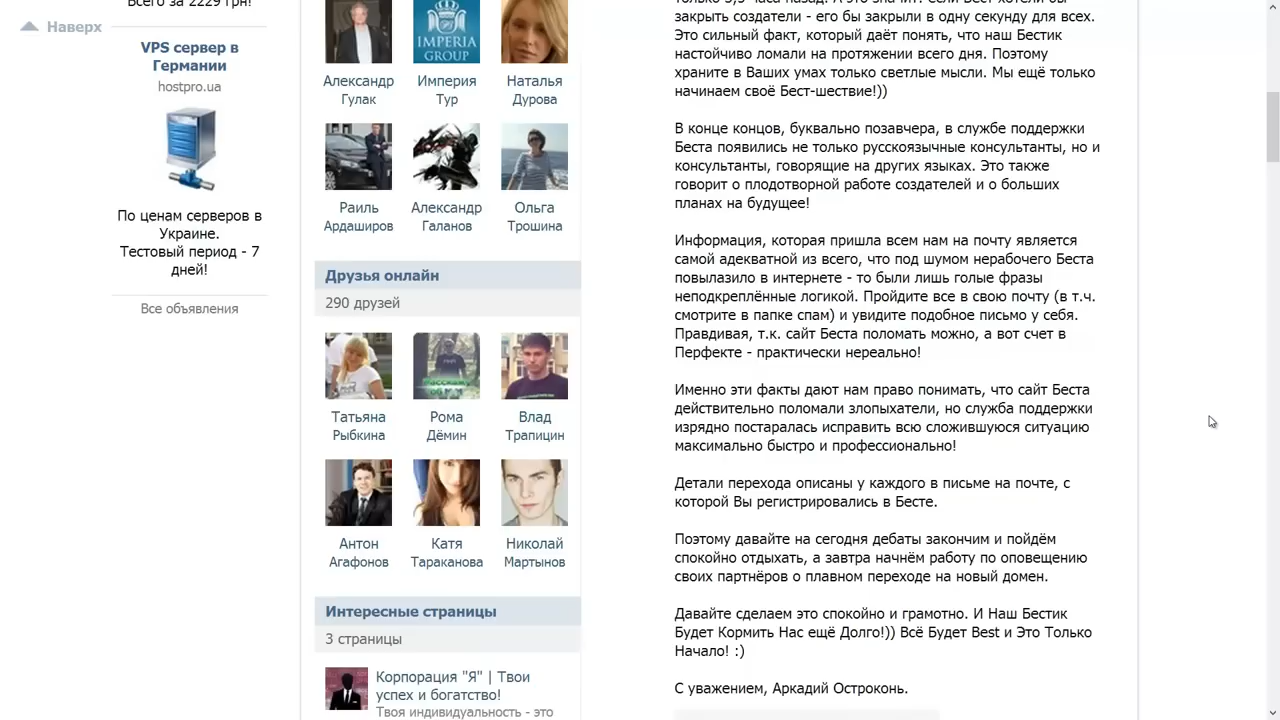 Всего за 2229 грн!
Наверх
VPS сервер в
Германии
hostpro.ua
По ценам серверов в
Украине.
Тестовый период - 7
дней!
Все объявления
IMPERIA
GROUP
Александр
Гулак
Империя
Тур
Наталья
Дурова
Раиль
Ардаширов
Александр
Галанов
Ольга
Трошина
Друзья онлайн
290 друзей
Татьяна
Рыбкина
Рома
Дёмин
Влад
Трапицин
Антон
Агафонов
Катя
Тараканова
Николай
Мартынов
Интересные страницы
3 страницы
Корпорация "Я" | Твои
успех и богатство!
Твоя индивидуальность - это
только 3,5 часа назад. А это значит: если Бест хотели бы
закрыть создатели - его бы закрыли в одну секунду для всех.
Это сильный факт, который даёт понять, что наш Бестик
настойчиво ломали на протяжении всего дня. Поэтому
храните в Ваших умах только светлые мысли. Мы ещё только
начинаем своё Бест-шествие!))
В конце концов, буквально позавчера, в службе поддержки
Беста появились не только русскоязычные консультанты, но и
консультанты, говорящие на других языках. Это также
говорит о плодотворной работе создателей и о больших
планах на будущее!
Информация, которая пришла всем нам на почту является
самой адекватной из всего, что под шумом нерабочего Беста
повылазило в интернете - то были лишь голые фразы
неподкреплённые логикой. Пройдите все в свою почту (в т.ч.
смотрите в папке спам) и увидите подобное письмо у себя.
Правдивая, т.к. сайт Беста поломать можно, а вот счет в
Перфекте - практически нереально!
Именно эти факты дают нам право понимать, что сайт Беста
действительно поломали злопыхатели, но служба поддержки
изрядно постаралась исправить всю сложившуюся ситуацию
максимально быстро и профессионально!
Детали перехода описаны у каждого в письме на почте, с
которой Вы регистрировались в Бесте.
Поэтому давайте на сегодня дебаты закончим и пойдём
спокойно отдыхать, а завтра начнём работу по оповещению
своих партнёров о плавном переходе на новый домен.
Давайте сделаем это спокойно и грамотно. И Наш Бестик
Будет Кормить Нас ещё Долго!)) Всё Будет Best и Это Только
Начало! :)
С уважением, Аркадий Остроконь.